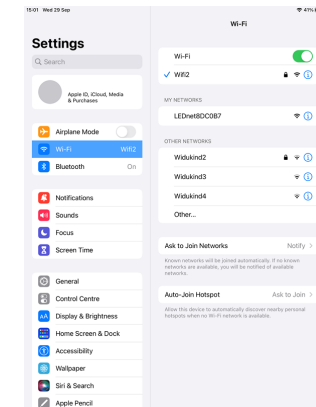 15:01 Wed 29 Sep
41%
Settings
Search
Apple ID, iCloud, Media
& Purchases
Airplane Mode
Wi-Fi Wifi2
Bluetooth On
Notifications
Sounds
Focus
Screen Time
General
Control Centre
Display & Brightness
Home Screen & Dock
Accessibility
Wallpaper
Siri & Search
Apple Pencil
Wi-Fi
Wi-Fi
Wifi2
MY NETWORKS
LEDnet8DC0B7
OTHER NETWORKS
Widukind2
Widukind3
Widukind4
Other...
Ask to Join Networks Notify
Known networks will be joined automatically. If no known
networks are available, you will be notified of available
networks.
Auto-Join Hotspot Ask to Join
Allow this device to automatically discover nearby personal
hotspots when no Wi-Fi network is available.